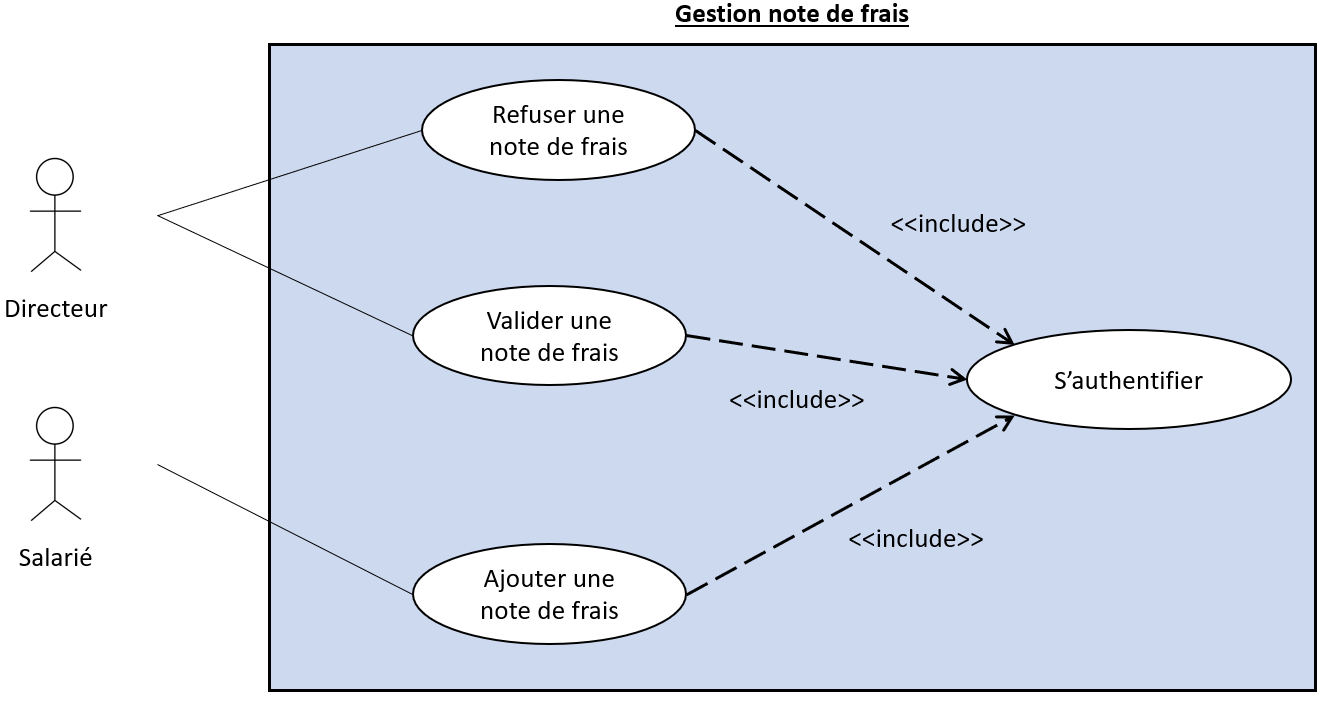 Gestion note de frais
Refuser une
note de frais
<<include>>
Directeur
Valider une
note de frais
S’authentifier
<<include>>
<<include>>
Salarié
Ajouter une
note de frais